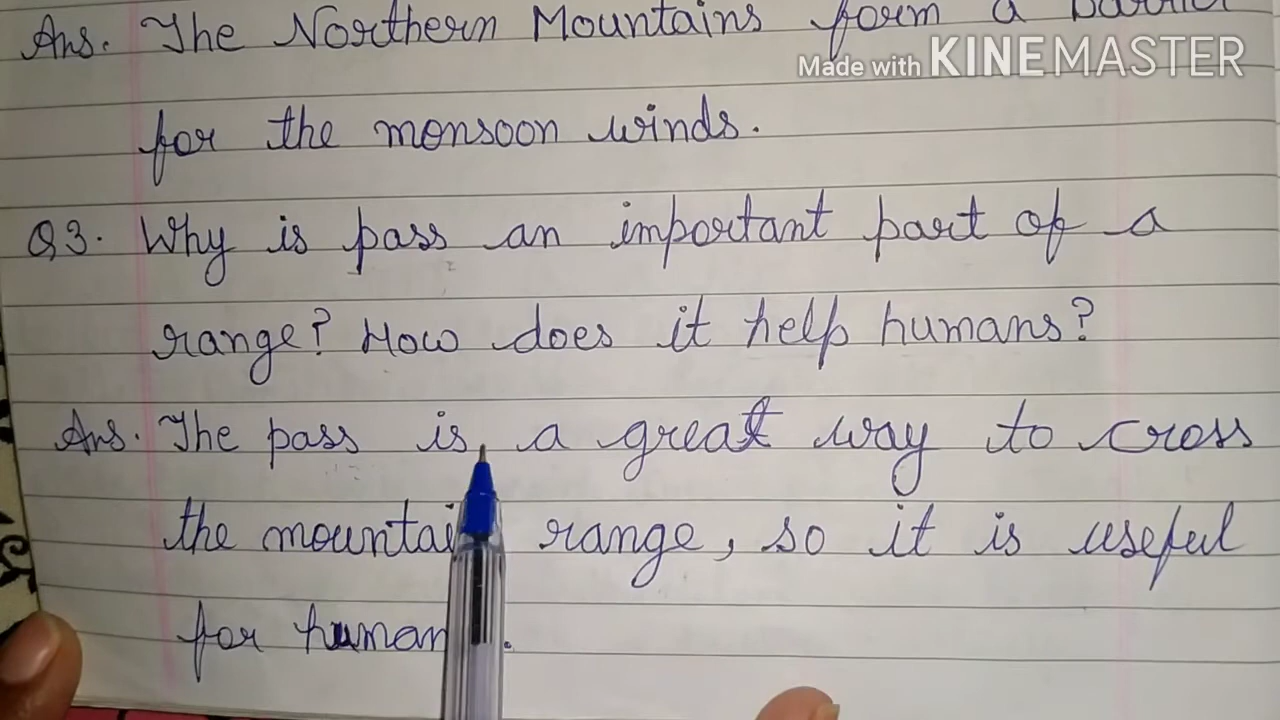 Ans. The Northern Mountains form a
Made with KINEMASTER
for the monsoon winds.
Q3. Why is pass an important part of a
range? How does it help humans?
Ans. The pass is a great way to cross
the mountai range, so it is useful
for human .